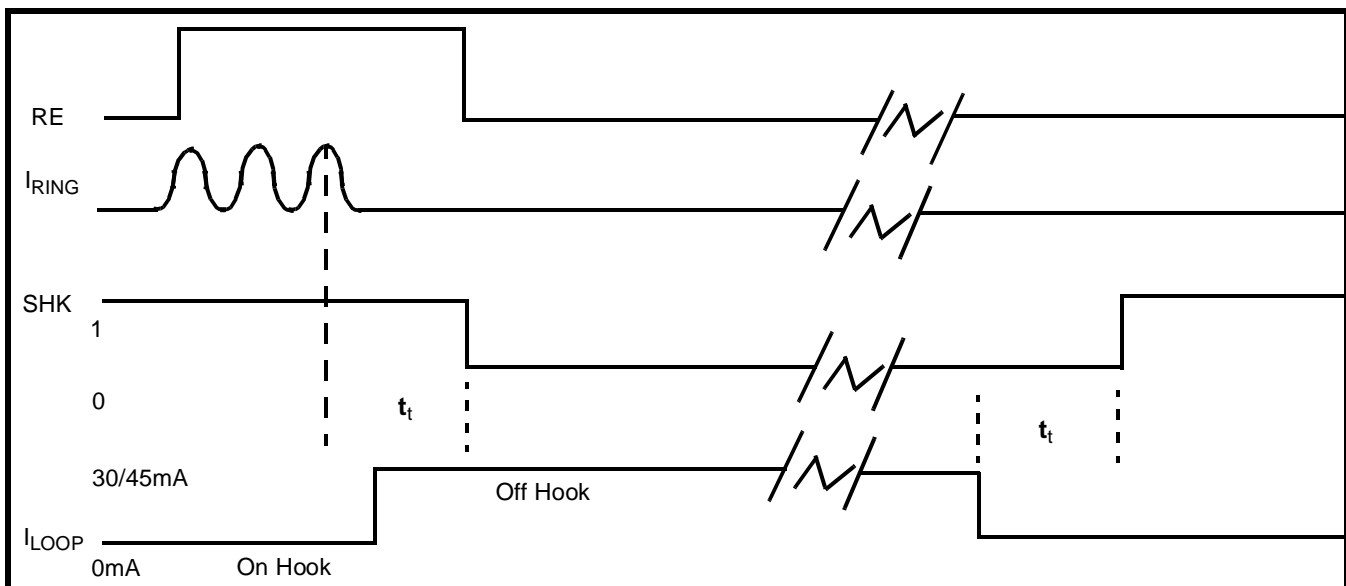 RE
IRING
SHK
1
0
tt
tt
30/45mA
Off Hook
ILOOP
0mA
On Hook